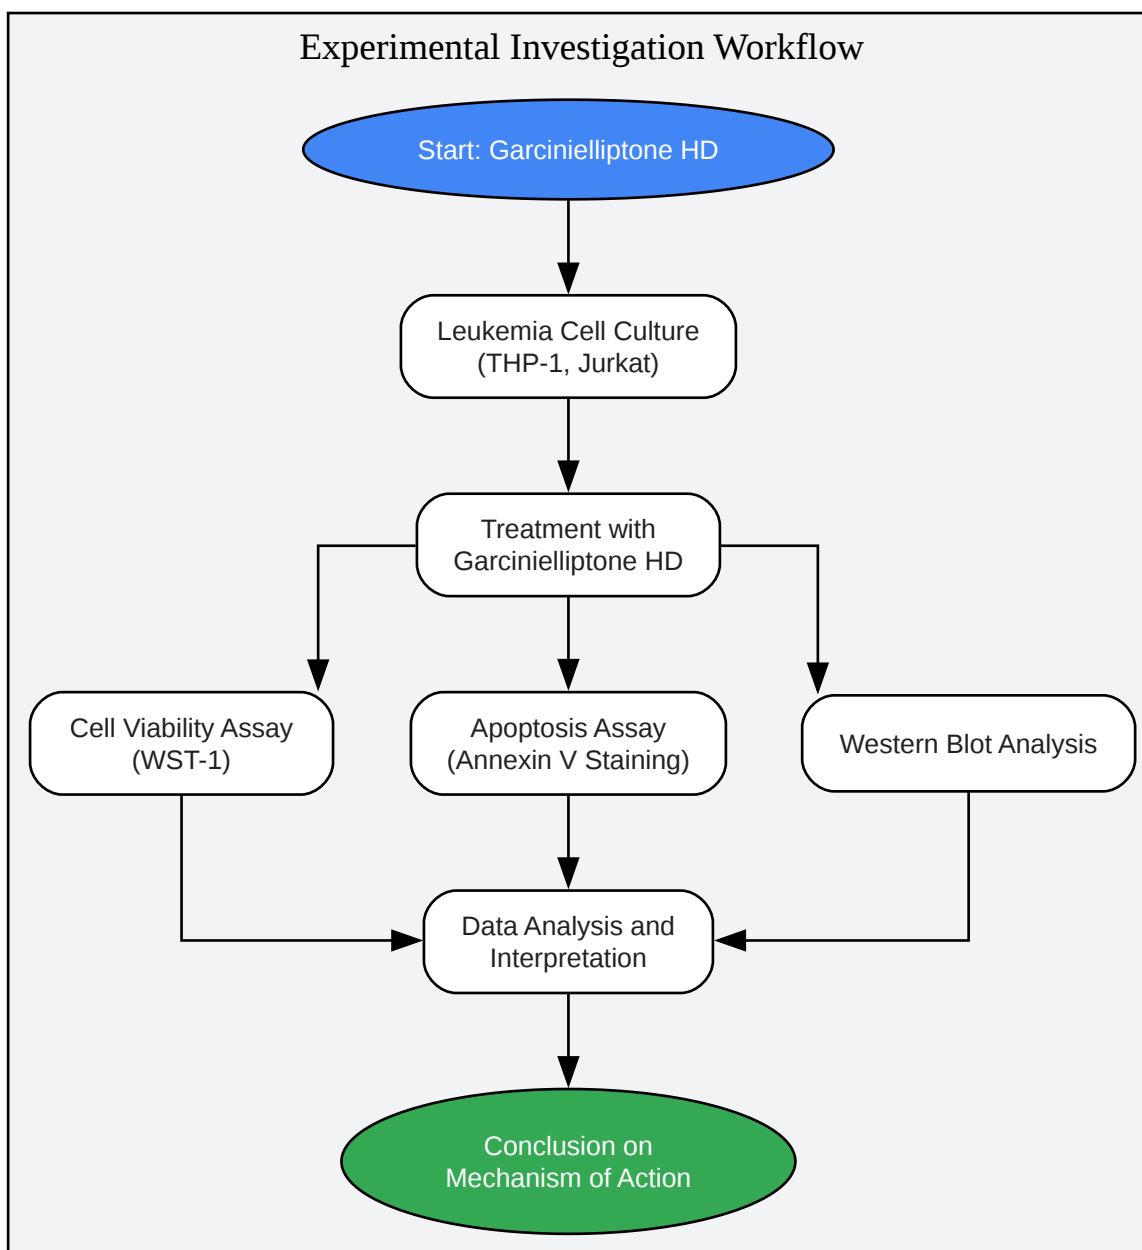 Experimental Investigation Workflow
Start: Garcinielliptone HD
Leukemia Cell Culture
(THP-1, Jurkat)
Treatment with
Garcinielliptone HD
Cell Viability Assay
(WST-1)
Apoptosis Assay
(Annexin V Staining)
Western Blot Analysis
Data Analysis and
Interpretation
Conclusion on
Mechanism of Action